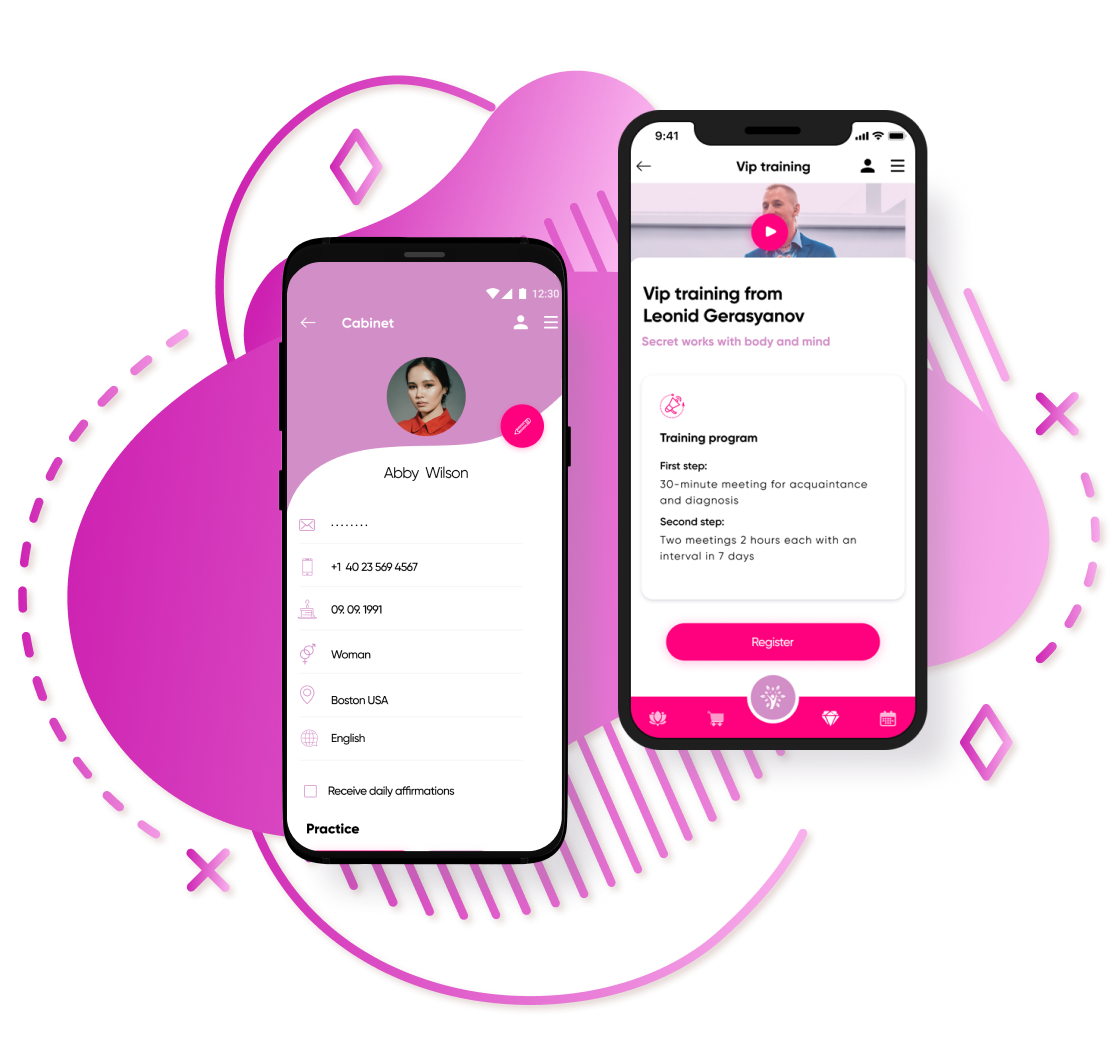 12:30
Cabinet
Abby Wilson
........
+1 40 23 569 4567
09. 09. 1991
Woman
Boston USA
English
Receive daily affirmations
Practice
9:41
Vip training
Vip training from
Leonid Gerasyanov
Secret works with body and mind
Training program
First step:
30-minute meeting for acquaintance
and diagnosis
Second step:
Two meetings 2 hours each with an
interval in 7 days
Register